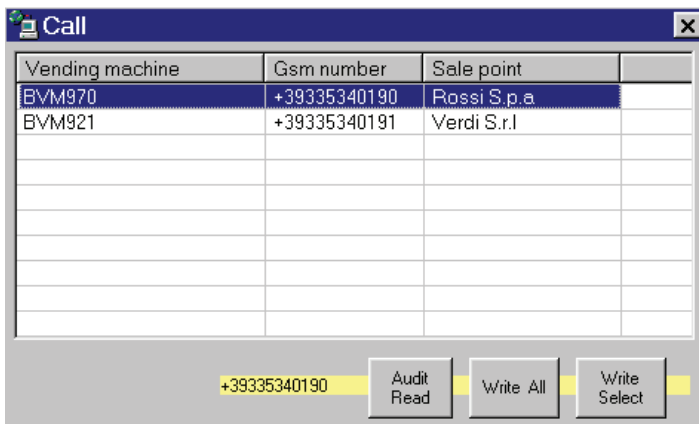 Call
Vending machine Gsm number Sale point
BVM970 +39335340190 Rossi S.p.a
BVM921 +39335340191 Verdi S.r.l
+39335340190 Audit Read Write All Write Select